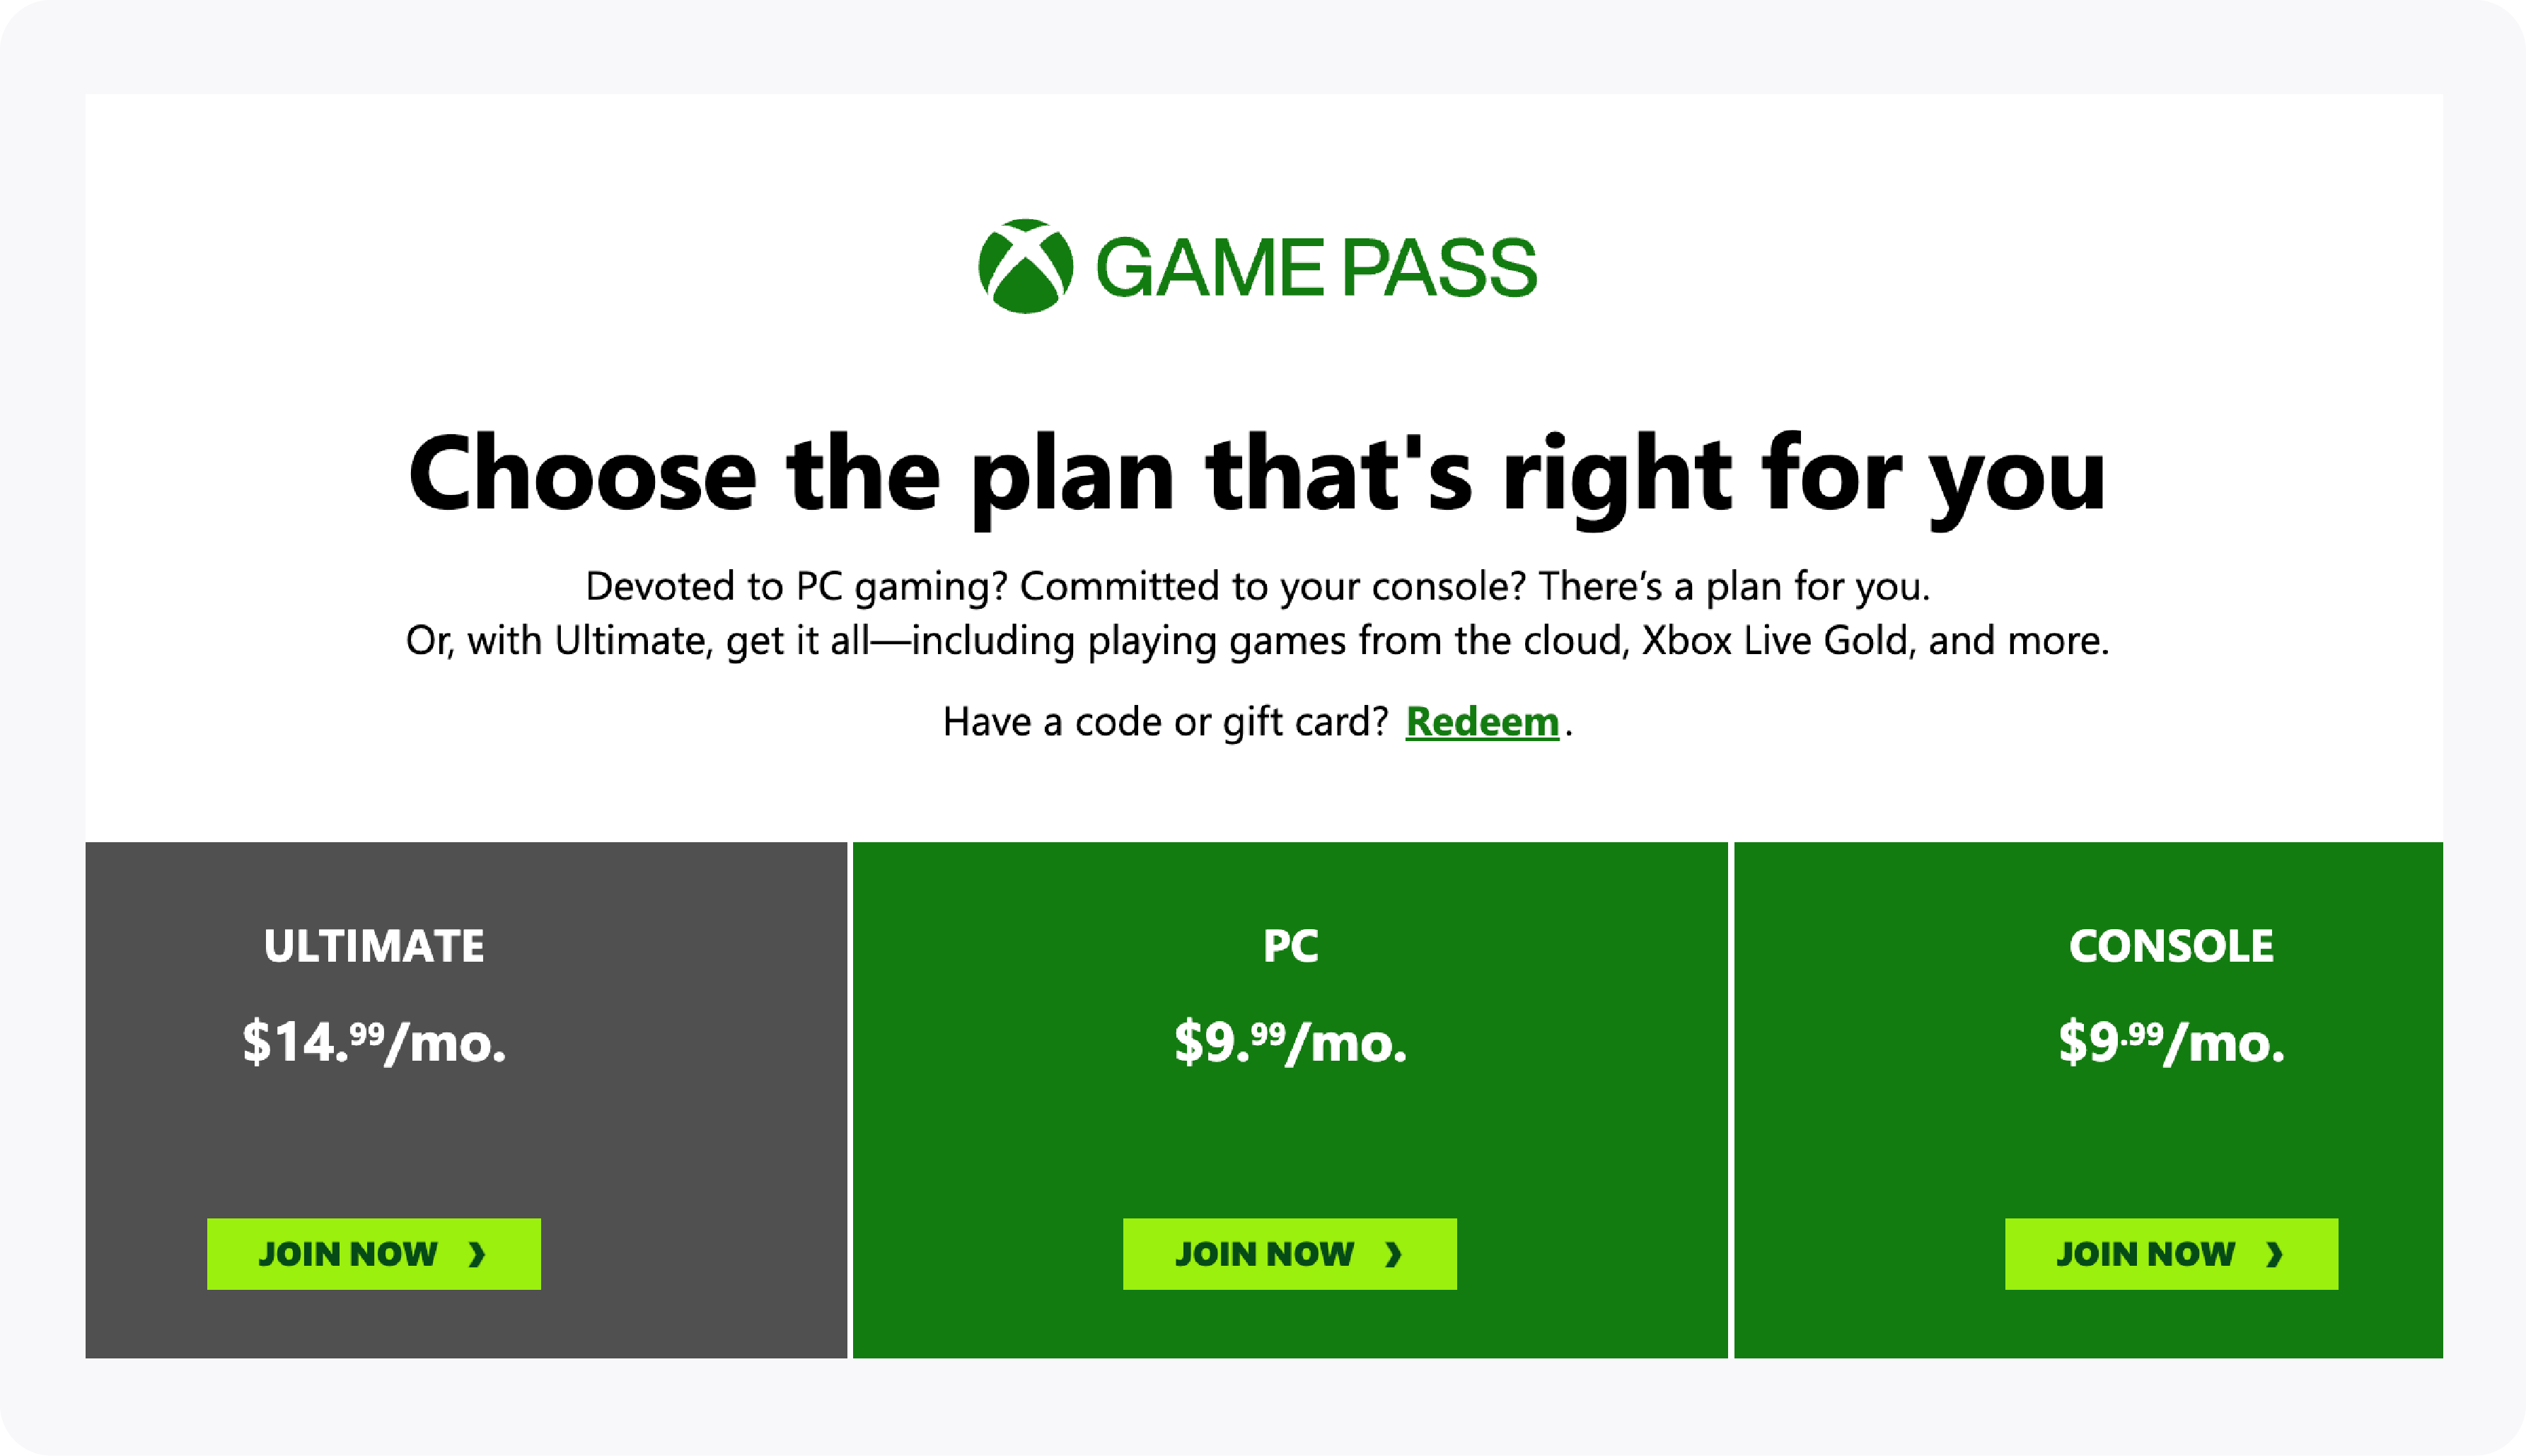 GAME PASS
Choose the plan that's right for you
Devoted to PC gaming? Committed to your console? There’s a plan for you.
Or, with Ultimate, get it all—including playing games from the cloud, Xbox Live Gold, and more.
Have a code or gift card? Redeem.
ULTIMATE
$14.99/mo.
JOIN NOW ❯
PC
$9.99/mo.
JOIN NOW ❯
CONSOLE
$9.99/mo.
JOIN NOW ❯